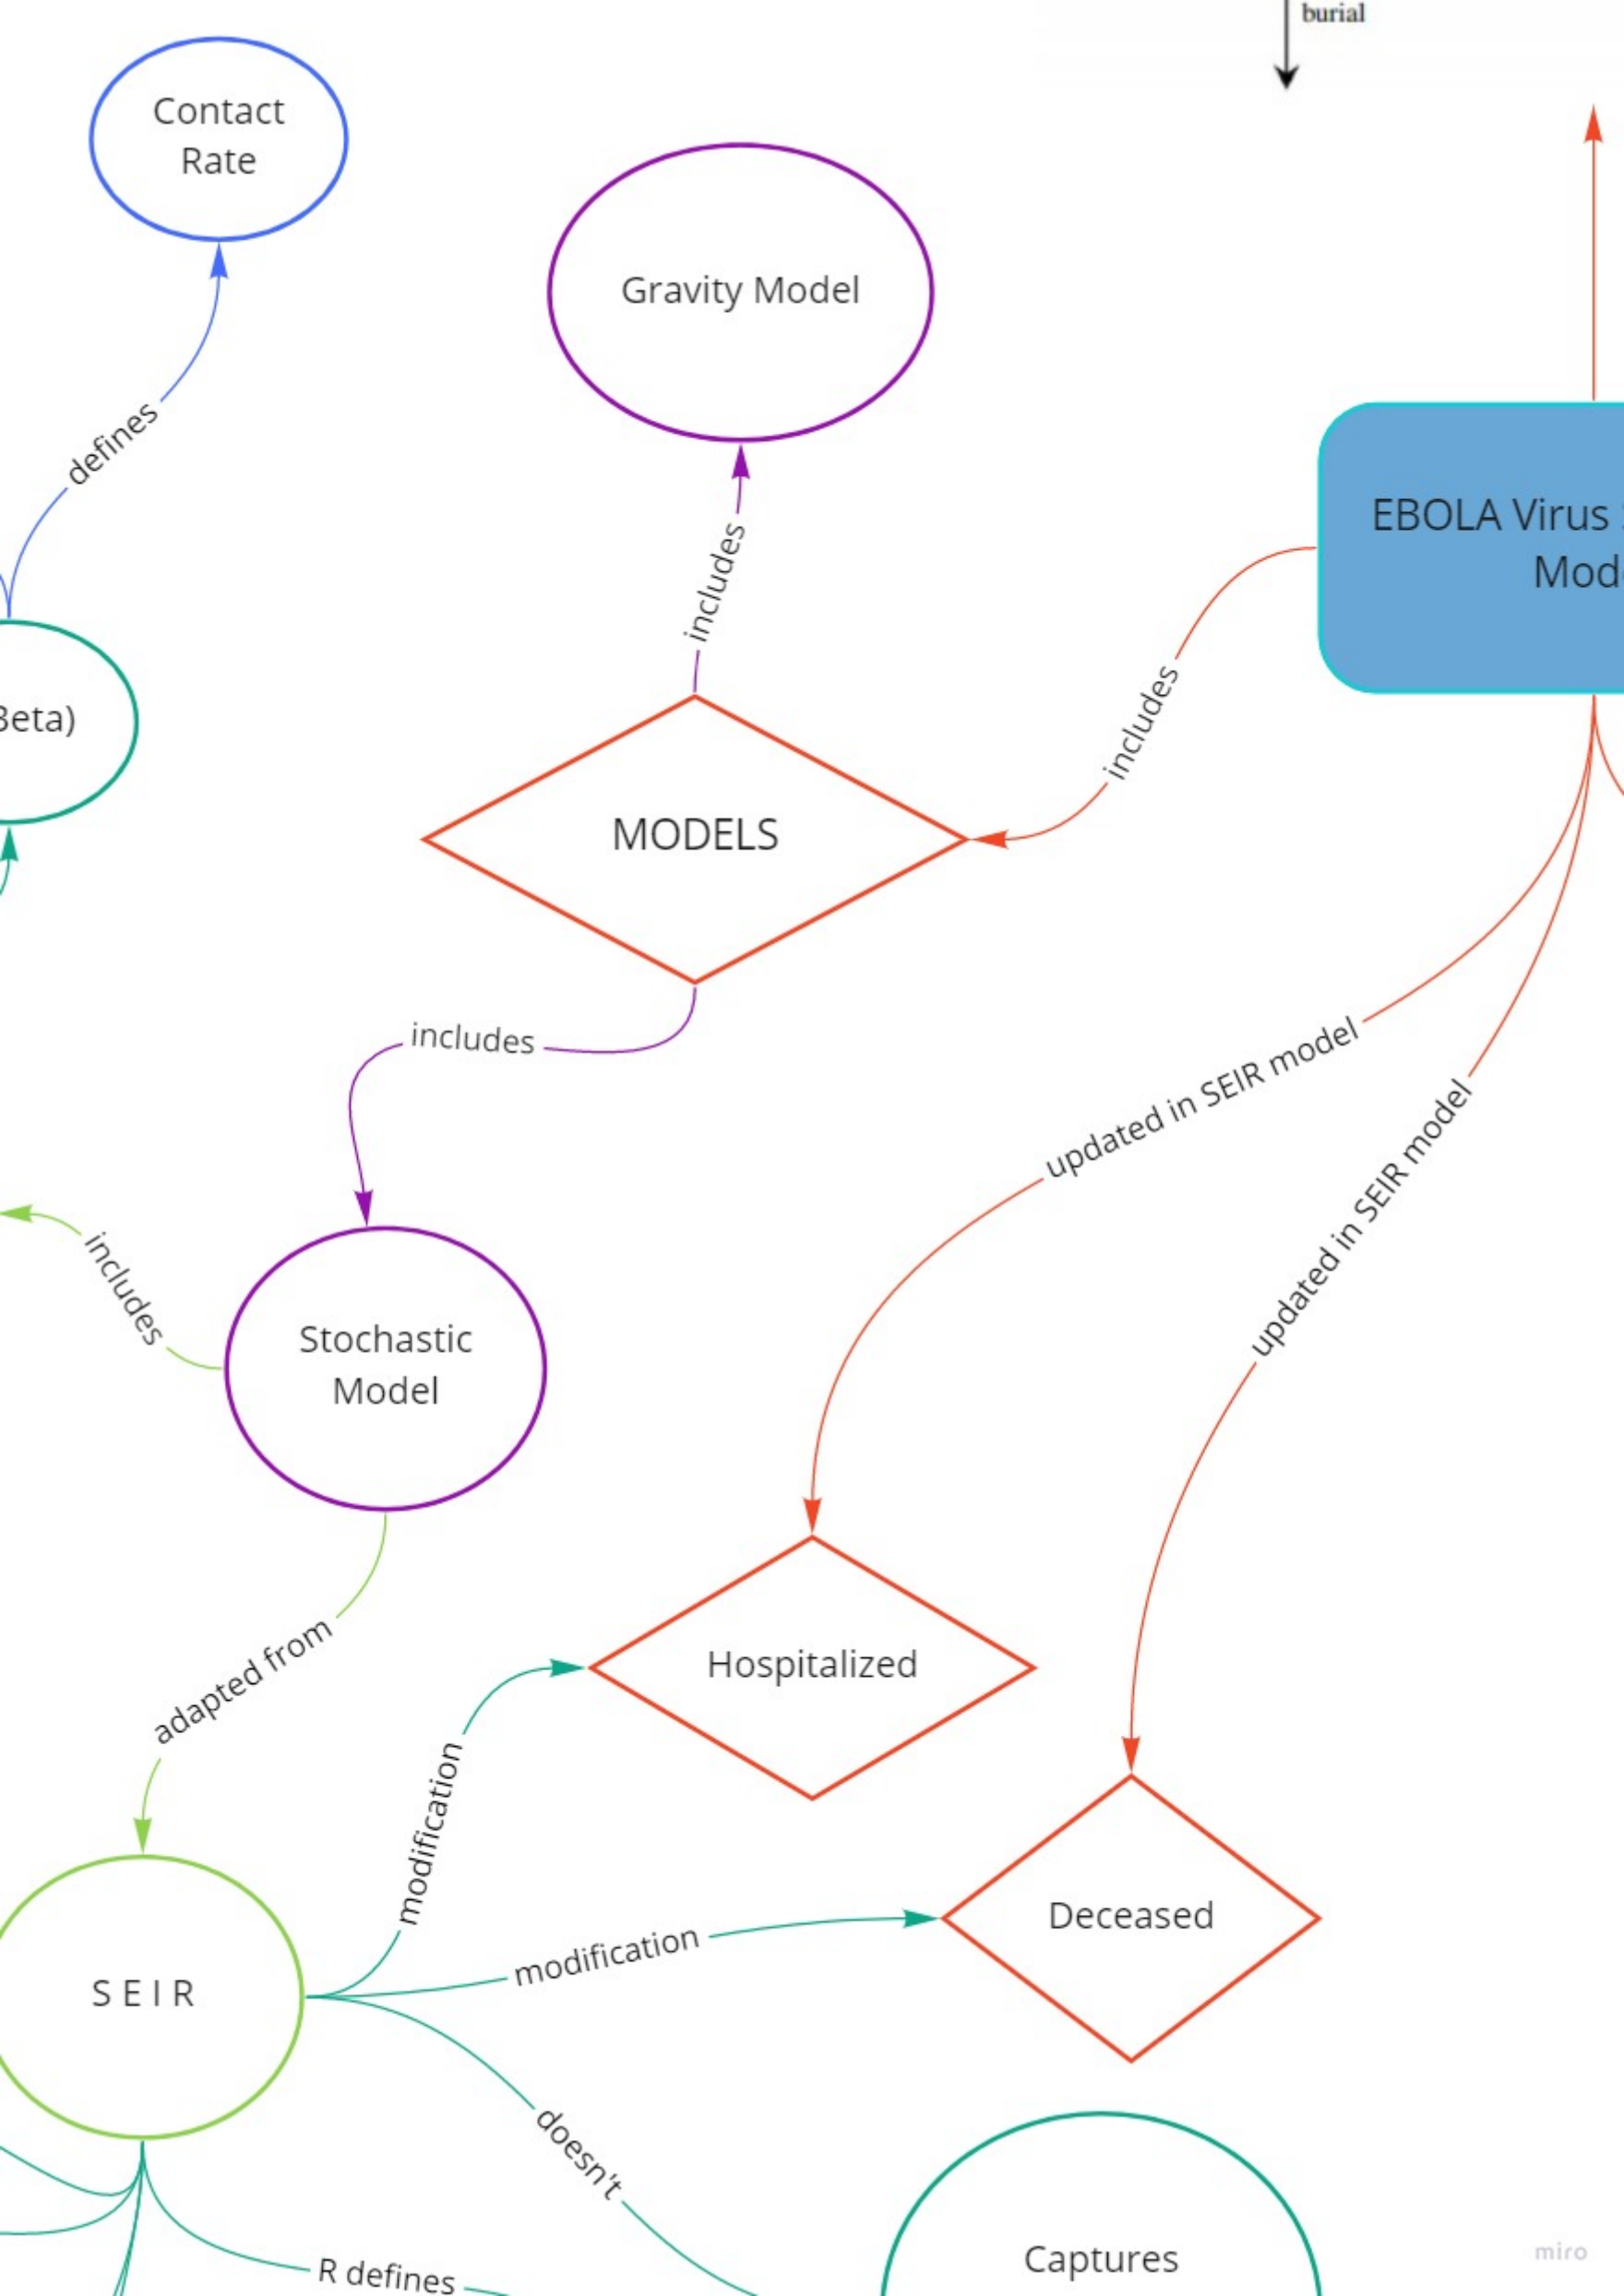 burial
Contact
Rate
Gravity Model
defines
includes
EBOLA Virus
includes
Beta)
MODELS
includes
updated in SEIR model
updated in SEIR model
includes
Stochastic
Model
adapted from
Hospitalized
modification
Deceased
modification
S E I R
doesn't
Captures
R defines
miro